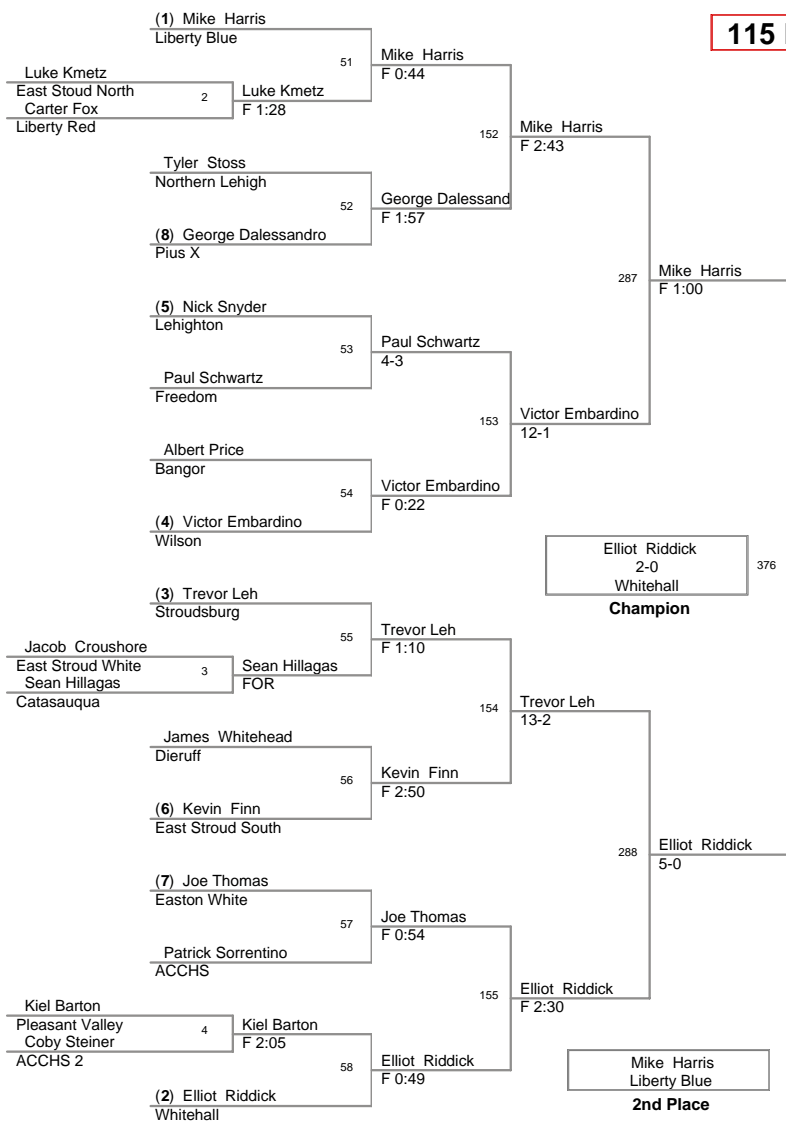 (1) Mike Harris
Liberty Blue
115
51
Mike Harris
F 0:44
Luke Kmetz
East Stoud North
2
Luke Kmetz
F 1:28
Carter Fox
Liberty Red
152
Mike Harris
F 2:43
Tyler Stoss
Northern Lehigh
52
George Dalessand
F 1:57
(8) George Dalessandro
Pius X
287
Mike Harris
F 1:00
(5) Nick Snyder
Lehighton
53
Paul Schwartz
4-3
Paul Schwartz
Freedom
153
Victor Embardino
12-1
Albert Price
Bangor
54
Victor Embardino
F 0:22
(4) Victor Embardino
Wilson
Elliot Riddick
2-0
Whitehall
376
Champion
(3) Trevor Leh
Stroudsburg
55
Trevor Leh
F 1:10
Jacob Croushore
East Stroud White
3
Sean Hillagas
FOR
Sean Hillagas
Catasauqua
154
Trevor Leh
13-2
James Whitehead
Dieruff
56
Kevin Finn
F 2:50
(6) Kevin Finn
East Stroud South
288
Elliot Riddick
5-0
(7) Joe Thomas
Easton White
57
Joe Thomas
F 0:54
Patrick Sorrentino
ACCHS
155
Elliot Riddick
F 2:30
Kiel Barton
Pleasant Valley
4
Kiel Barton
F 2:05
Coby Steiner
ACCHS 2
58
Elliot Riddick
F 0:49
(2) Elliot Riddick
Whitehall
Mike Harris
Liberty Blue
2nd Place